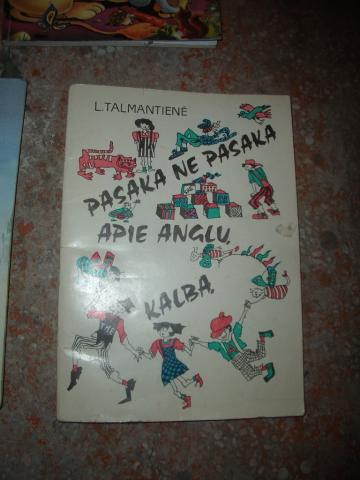 L.TALMANTIENĖ
PASAKA NE PASAKA
APIE ANGLŲ
KALBĄ